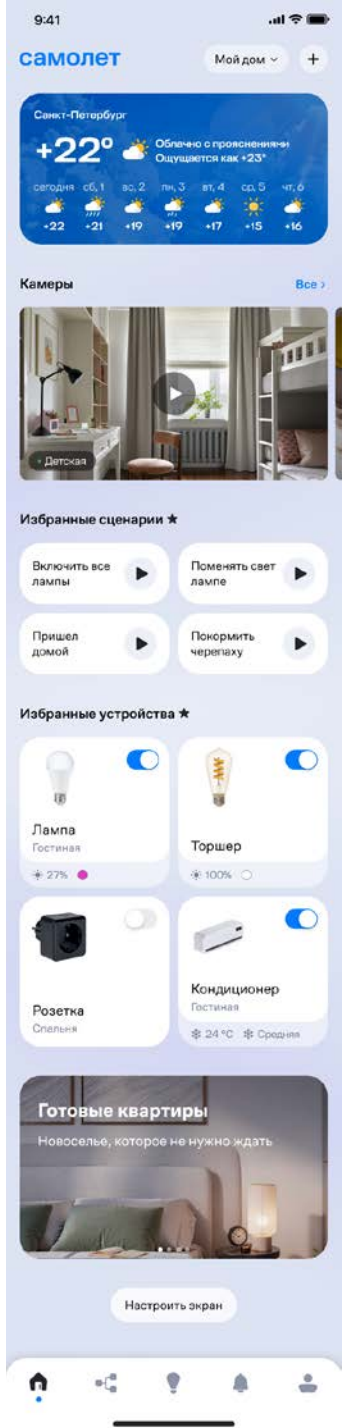 9:41
самолет
Мой дом
Санкт-Петербург
+22°
Облачно с прояснениями
Ощущается как +23°
сегодня сб, 1 вс, 2 пн, 3 вт, 4 ср, 5 чт, 6
+22 +21 +19 +19 +17 +15 +16
Камеры
Все ›
Детская
Избранные сценарии ★
Включить все
лампы
Поменять свет
лампе
Пришел
домой
Покормить
черепаху
Избранные устройства ★
Лампа
Гостиная
27%
Торшер
100%
Розетка
Спальня
Кондиционер
Гостиная
24 °C Средняя
Готовые квартиры
Новоселье, которое не нужно ждать
Настроить экран